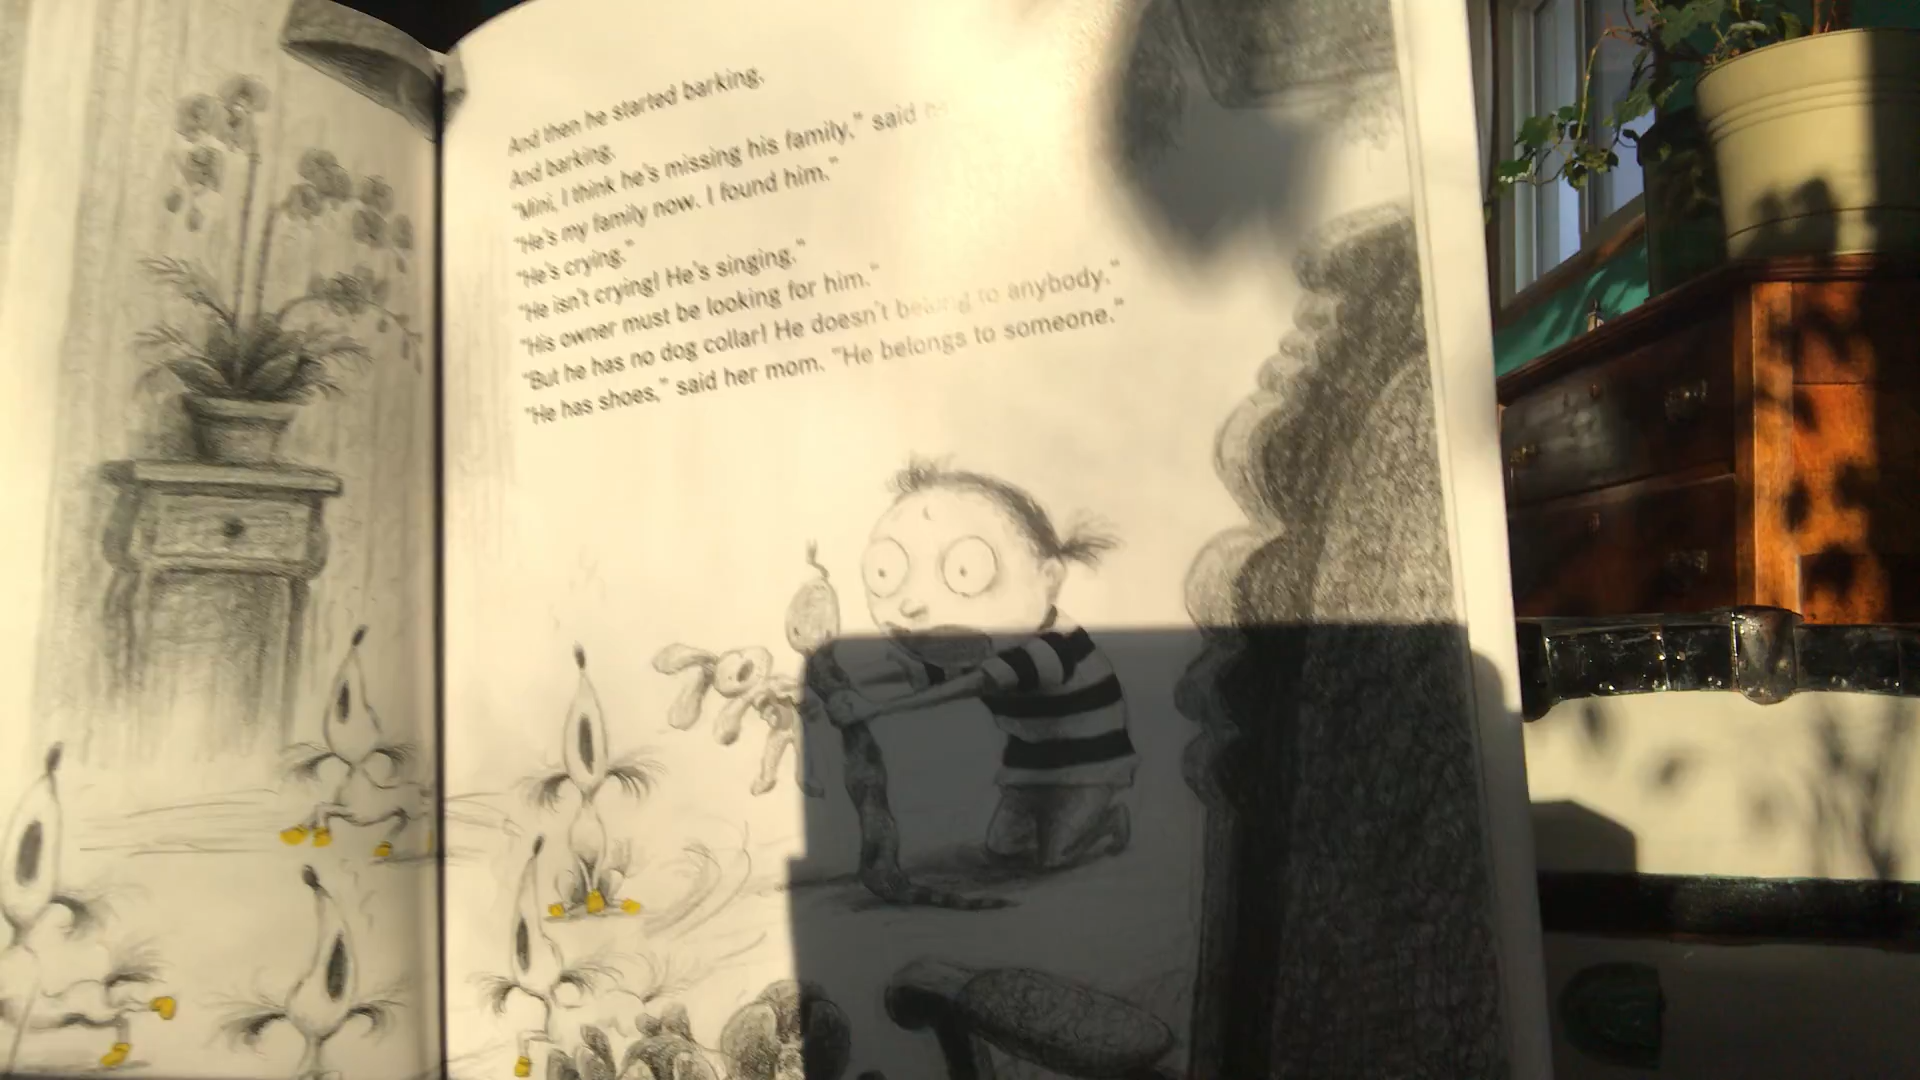 And then he started barking.
And barking.
"Mini, I think he's missing his family," said
"He's my family now. I found him."
"He's crying."
"He isn't crying! He's singing."
"His owner must be looking for him."
"But he has no dog collar! He doesn't belong to anybody."
"He has shoes," said her mom. "He belongs to someone."